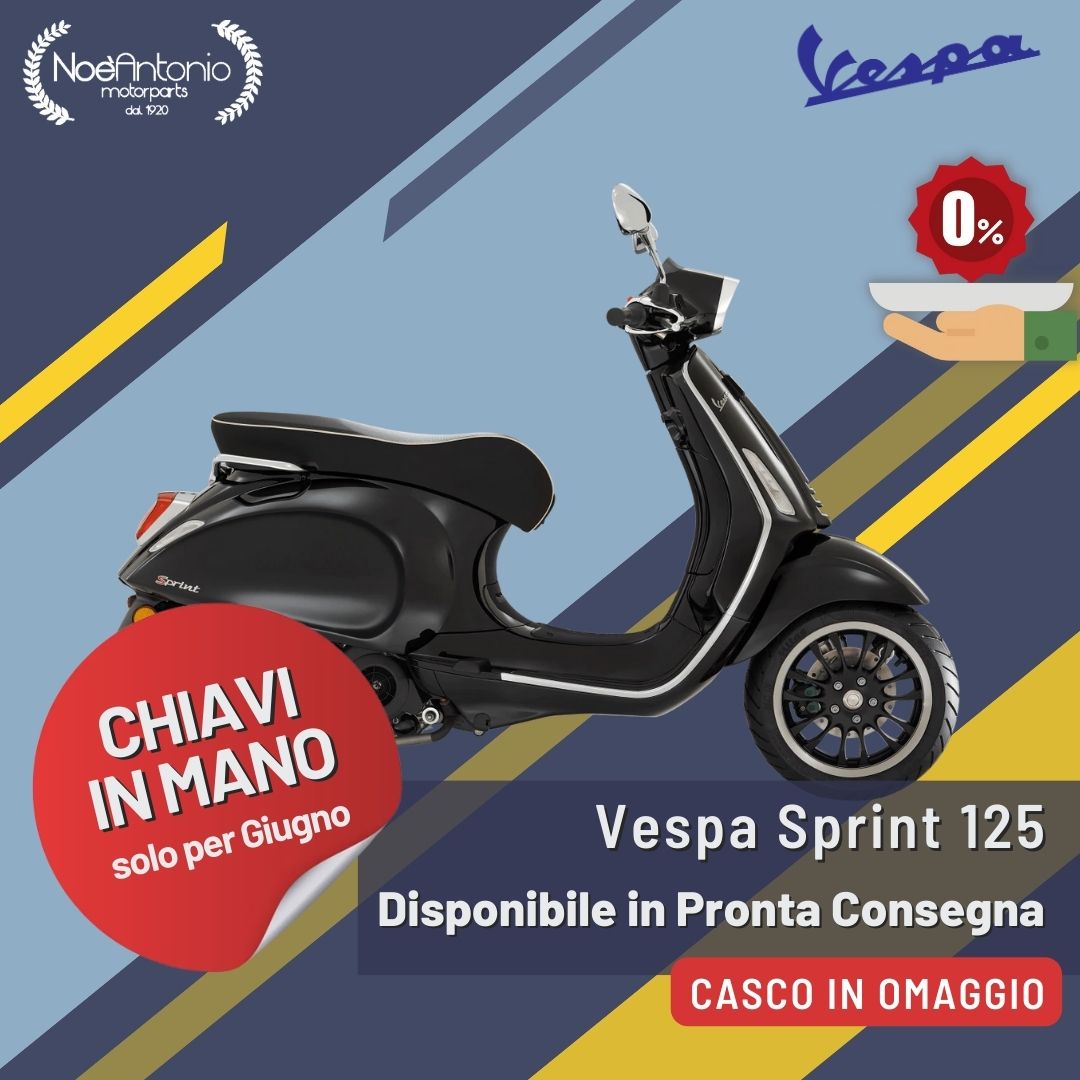 NoèAntonio
motorparts
dal 1920
Vespa
0%
Vespa
Sprint
CHIAVI
IN MANO
solo per Giugno
Vespa Sprint 125
Disponibile in Pronta Consegna
CASCO IN OMAGGIO